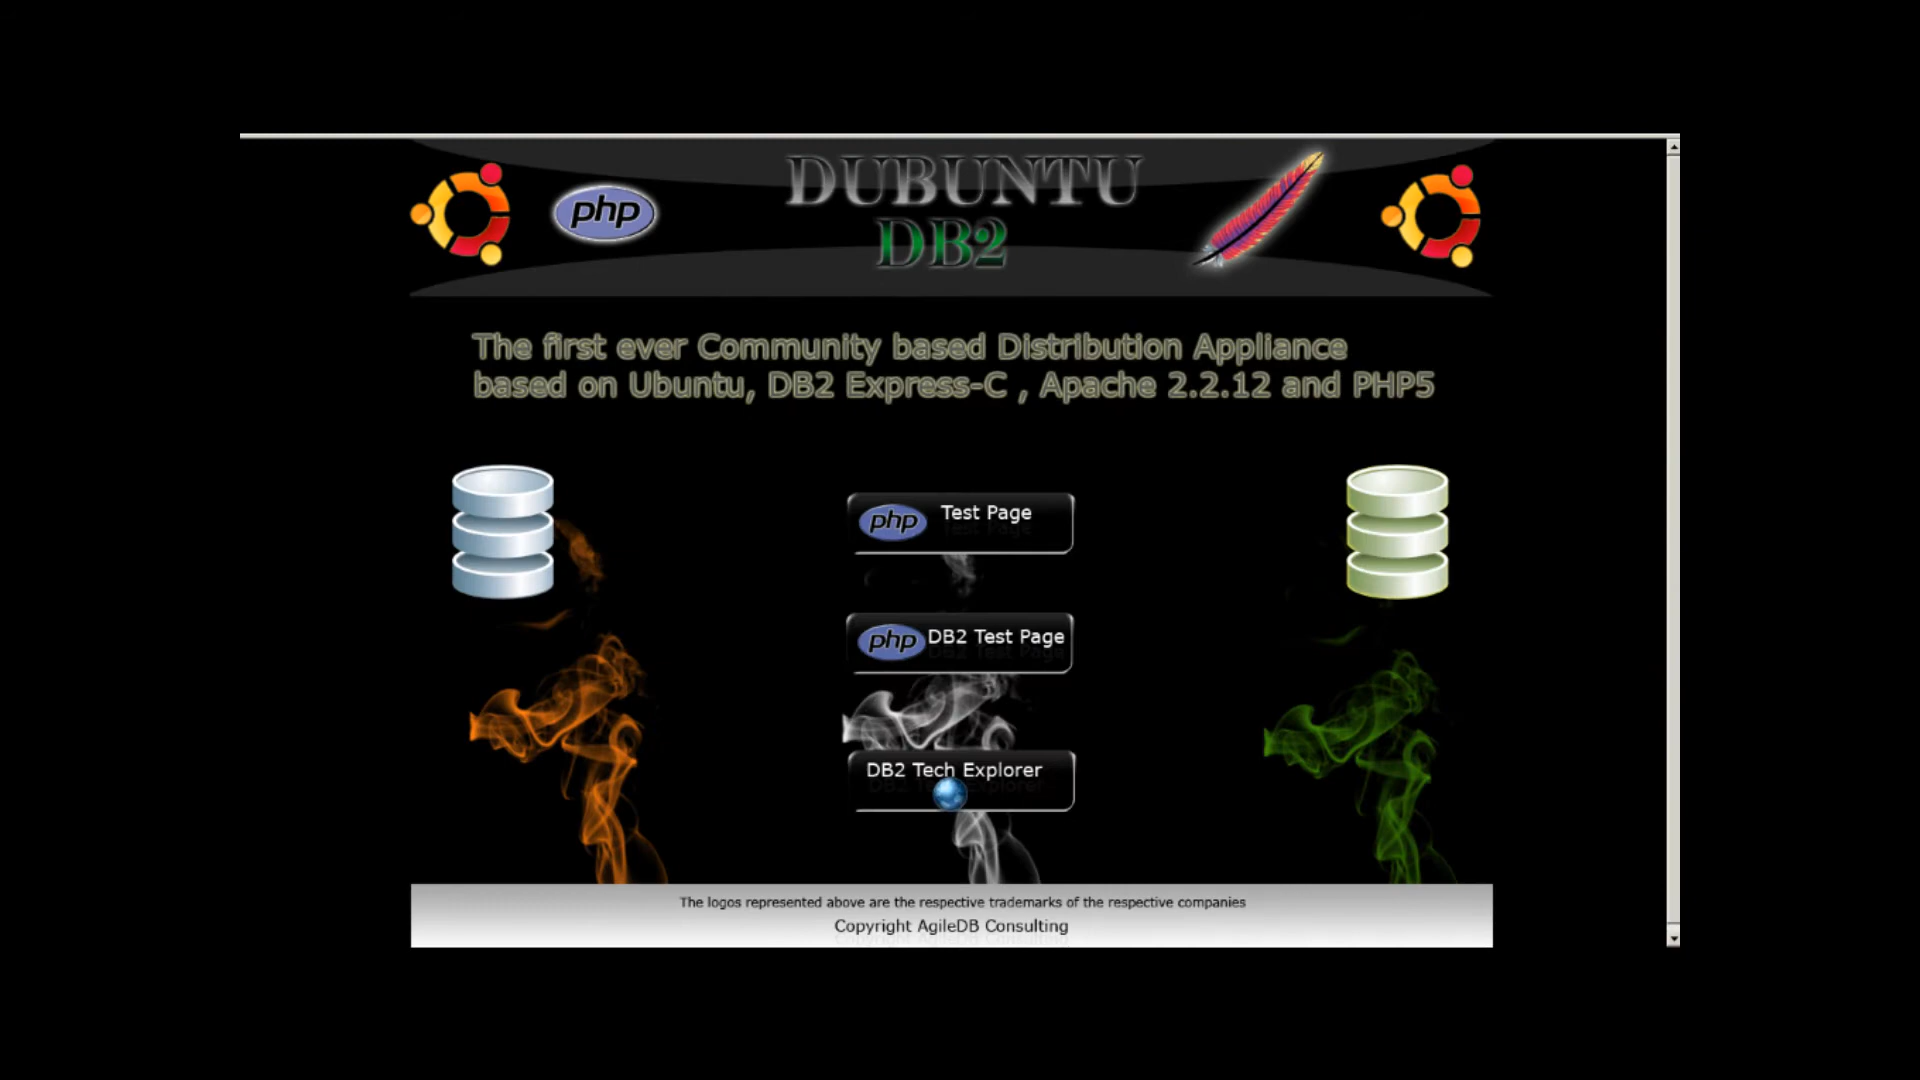 php
DUBUNTU
DB2
The first ever Community based Distribution Appliance
based on Ubuntu, DB2 Express-C , Apache 2.2.12 and PHP5
php Test Page
php DB2 Test Page
DB2 Tech Explorer
The logos represented above are the respective trademarks of the respective companies
Copyright AgileDB Consulting